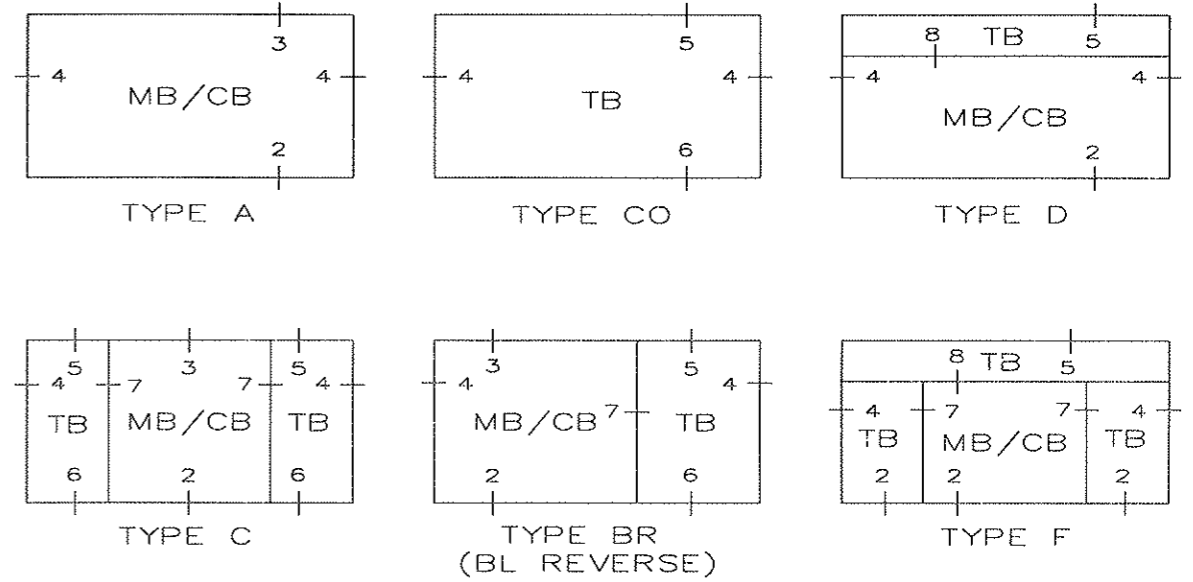 3
4 4
MB/CB
2
TYPE A
5
4 4
TB
6
TYPE CO
8 TB 5
4 4
MB/CB
2
TYPE D
5 3 5
4 7 7 4
TB MB/CB TB
6 2 6
TYPE C
3 5
4 4
MB/CB 7 TB
2 6
TYPE BR
(BL REVERSE)
8 TB 5
4 7 7 4
TB MB/CB TB
2 2 2
TYPE F